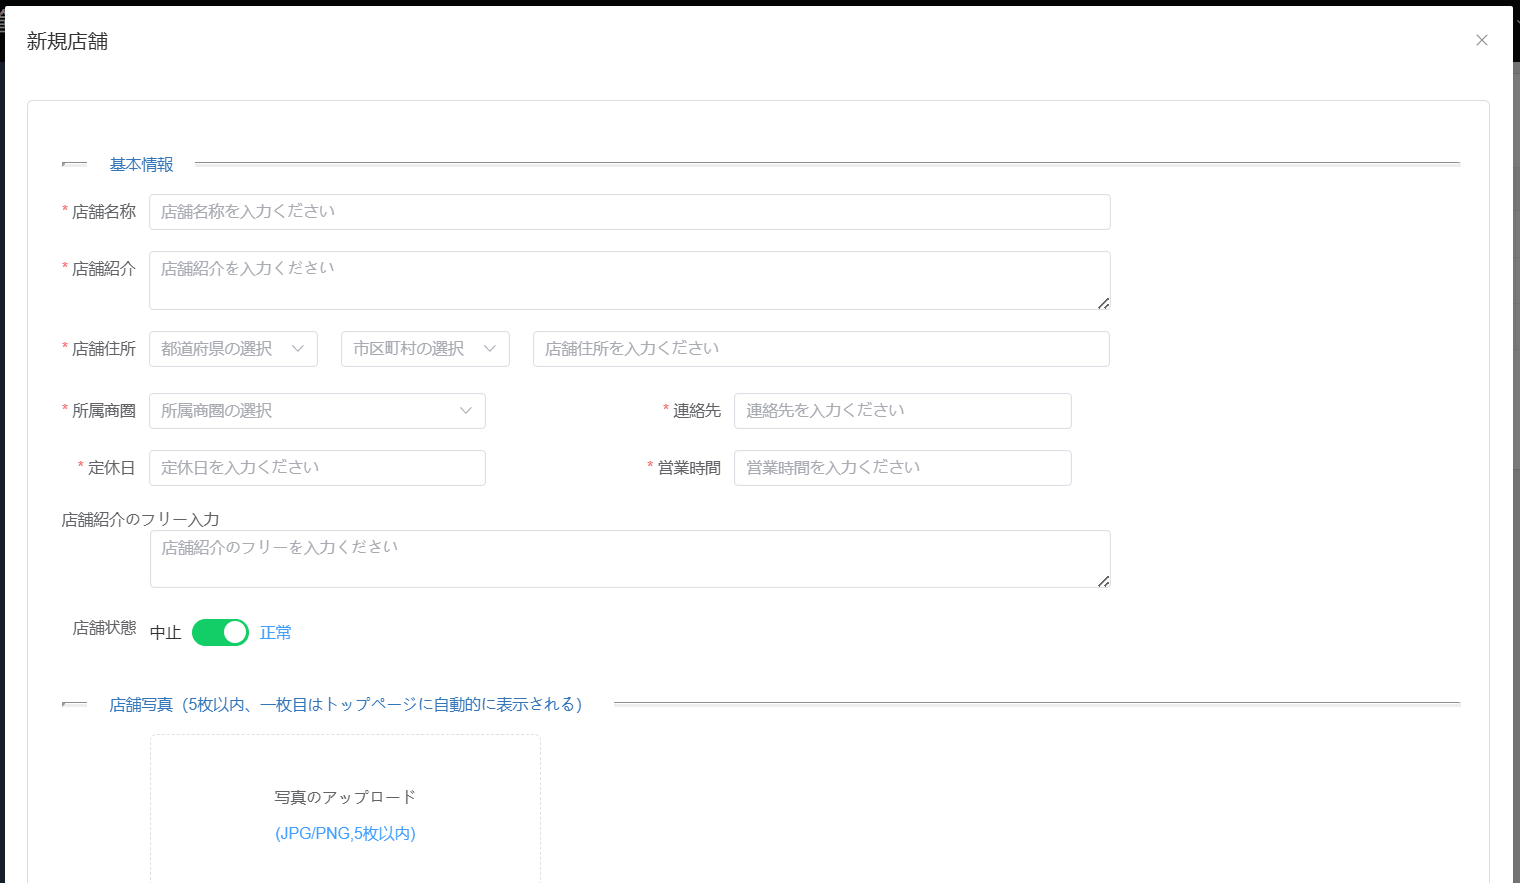 新規店舗
基本情報
* 店舗名称 店舗名称を入力ください
* 店舗紹介 店舗紹介を入力ください
* 店舗住所 都道府県の選択 市区町村の選択 店舗住所を入力ください
* 所属商圏 所属商圏の選択 * 連絡先 連絡先を入力ください
* 定休日 定休日を入力ください * 営業時間 営業時間を入力ください
店舗紹介のフリー入力
店舗紹介のフリーを入力ください
店舗状態 中止 正常
店舗写真（5枚以内、一枚目はトップページに自動的に表示される）
写真のアップロード
(JPG/PNG,5枚以内)